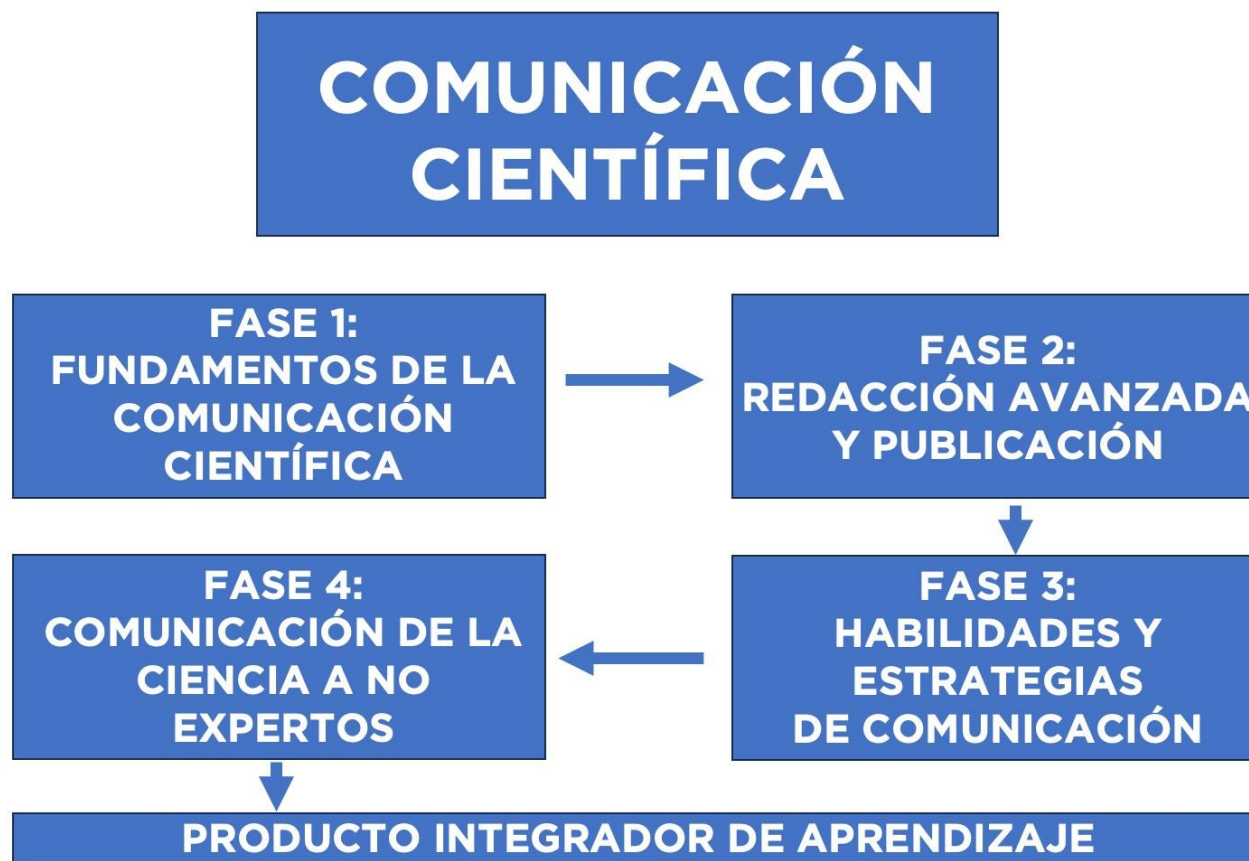 COMUNICACIÓN
CIENTÍFICA
FASE 1:
FUNDAMENTOS DE LA
COMUNICACIÓN
CIENTÍFICA
FASE 2:
REDACCIÓN AVANZADA
Y PUBLICACIÓN
FASE 3:
HABILIDADES Y
ESTRATEGIAS
DE COMUNICACIÓN
FASE 4:
COMUNICACIÓN DE LA
CIENCIA A NO
EXPERTOS
PRODUCTO INTEGRADOR DE APRENDIZAJE